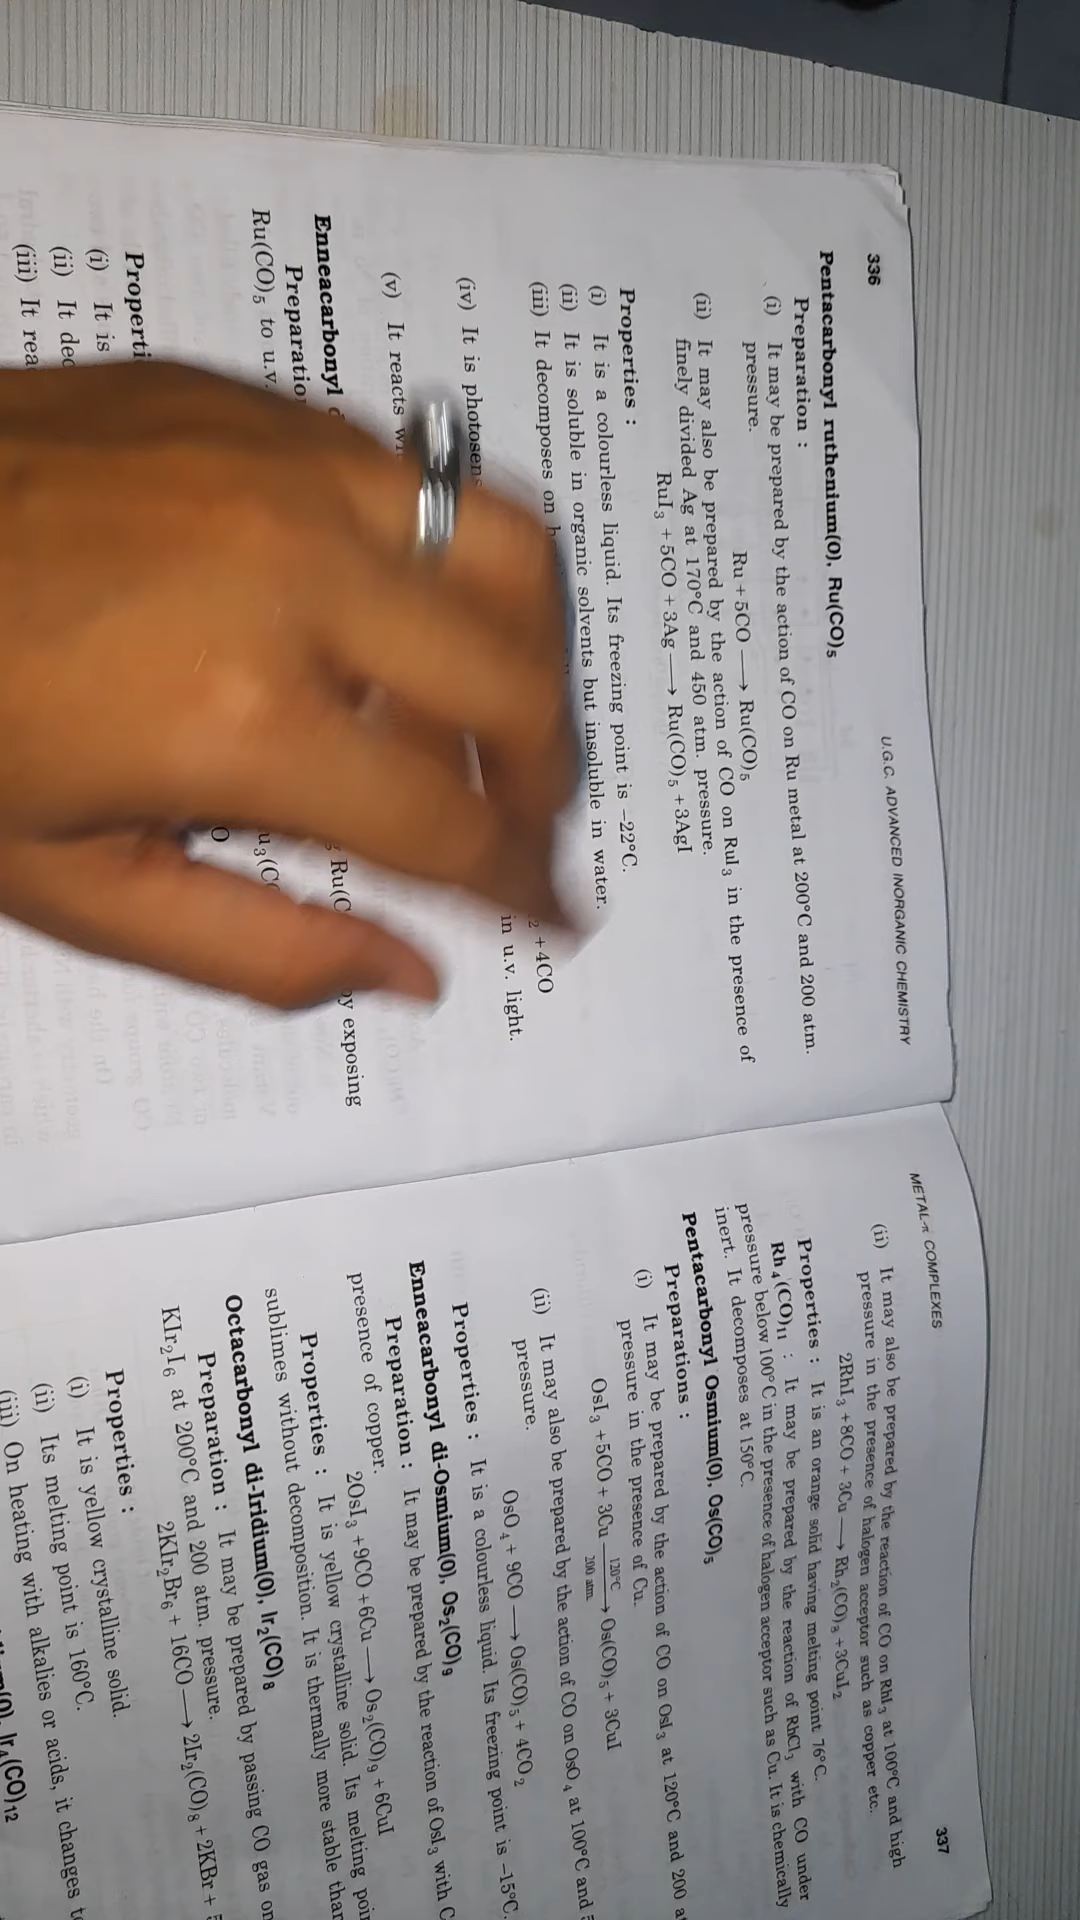 336
U.G.C. ADVANCED INORGANIC CHEMISTRY
Pentacarbonyl ruthenium(0), Ru(CO)₅
Preparation :
(i) It may be prepared by the action of CO on Ru metal at 200°C and 200 atm.
pressure.
Ru + 5CO ⟶ Ru(CO)₅
(ii) It may also be prepared by the action of CO on RuI₃ in the presence of
finely divided Ag at 170°C and 450 atm. pressure.
RuI₃ + 5CO + 3Ag ⟶ Ru(CO)₅ + 3AgI
Properties :
(i) It is a colourless liquid. Its freezing point is –22°C.
(ii) It is soluble in organic solvents but insoluble in water.
(iii) It decomposes on
₂ + 4CO
(iv) It is in u.v. light.
(v) It reacts
Enneacarbonyl
Ru(C by exposing
Ru(CO)₅ to u.v.
(i) It is
(ii) It
(iii) It
METAL-π COMPLEXES
337
(ii) It may also be prepared by the reaction of CO on RhI₃ at 100°C and high
pressure in the presence of halogen acceptor such as copper etc.
2RhI₃ + 8CO + 3Cu ⟶ Rh₂(CO)₈ + 3CuI₂
Properties : It is an orange solid having melting point 76°C.
Rh₄(CO)₁₁ : It may be prepared by the reaction of RhCl₃ with CO under
pressure below 100°C in the presence of halogen acceptor such as Cu. It is chemically
inert. It decomposes at 150°C.
Pentacarbonyl Osmium(0), Os(CO)₅
Preparations :
(i) It may be prepared by the action of CO on OsI₃ at 120°C and 200
pressure in the presence of Cu.
OsI₃ + 5CO + 3Cu ⟶ Os(CO)₅ + 3CuI
120°C
200 atm.
(ii) It may also be prepared by the action of CO on OsO₄ at 100°C and
pressure.
OsO₄ + 9CO ⟶ Os(CO)₅ + 4CO₂
Properties : It is a colourless liquid. Its freezing point is –15°C.
Enneacarbonyl di-Osmium(0), Os₂(CO)₉
Preparation : It may be prepared by the reaction of OsI₃ with
presence of copper.
2OsI₃ + 9CO + 6Cu ⟶ Os₂(CO)₉ + 6CuI
Properties : It is yellow crystalline solid. Its melting
sublimes without decomposition. It is thermally more stable
Octacarbonyl di-Iridium(0), Ir₂(CO)₈
Preparation : It may be prepared by passing CO gas
KIr₂I₆ at 200°C and 200 atm. pressure.
2KIr₂Br₆ + 16CO ⟶ 2Ir₂(CO)₈ + 2KBr +
Properties :
(i) It is yellow crystalline solid.
(ii) Its melting point is 160°C.
(iii) On heating with alkalies or acids, it changes
Ir₄(CO)₁₂